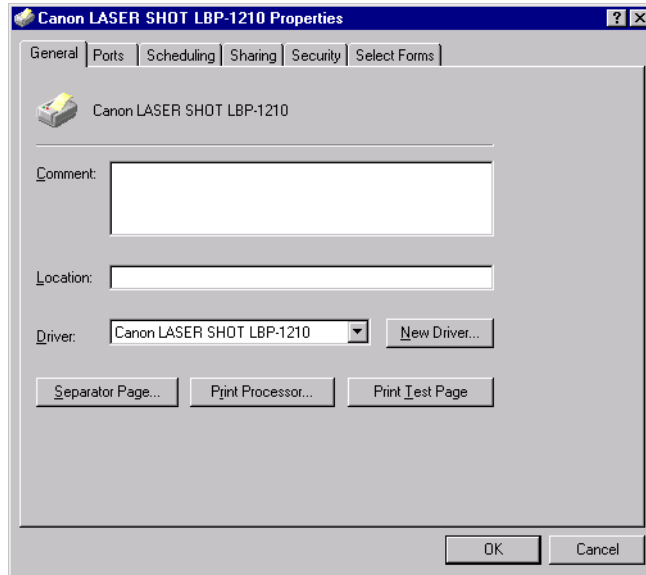 Canon LASER SHOT LBP-1210 Properties
General Ports Scheduling Sharing Security Select Forms
Canon LASER SHOT LBP-1210
Comment:
Location:
Driver: Canon LASER SHOT LBP-1210 New Driver...
Separator Page... Print Processor... Print Test Page
OK Cancel